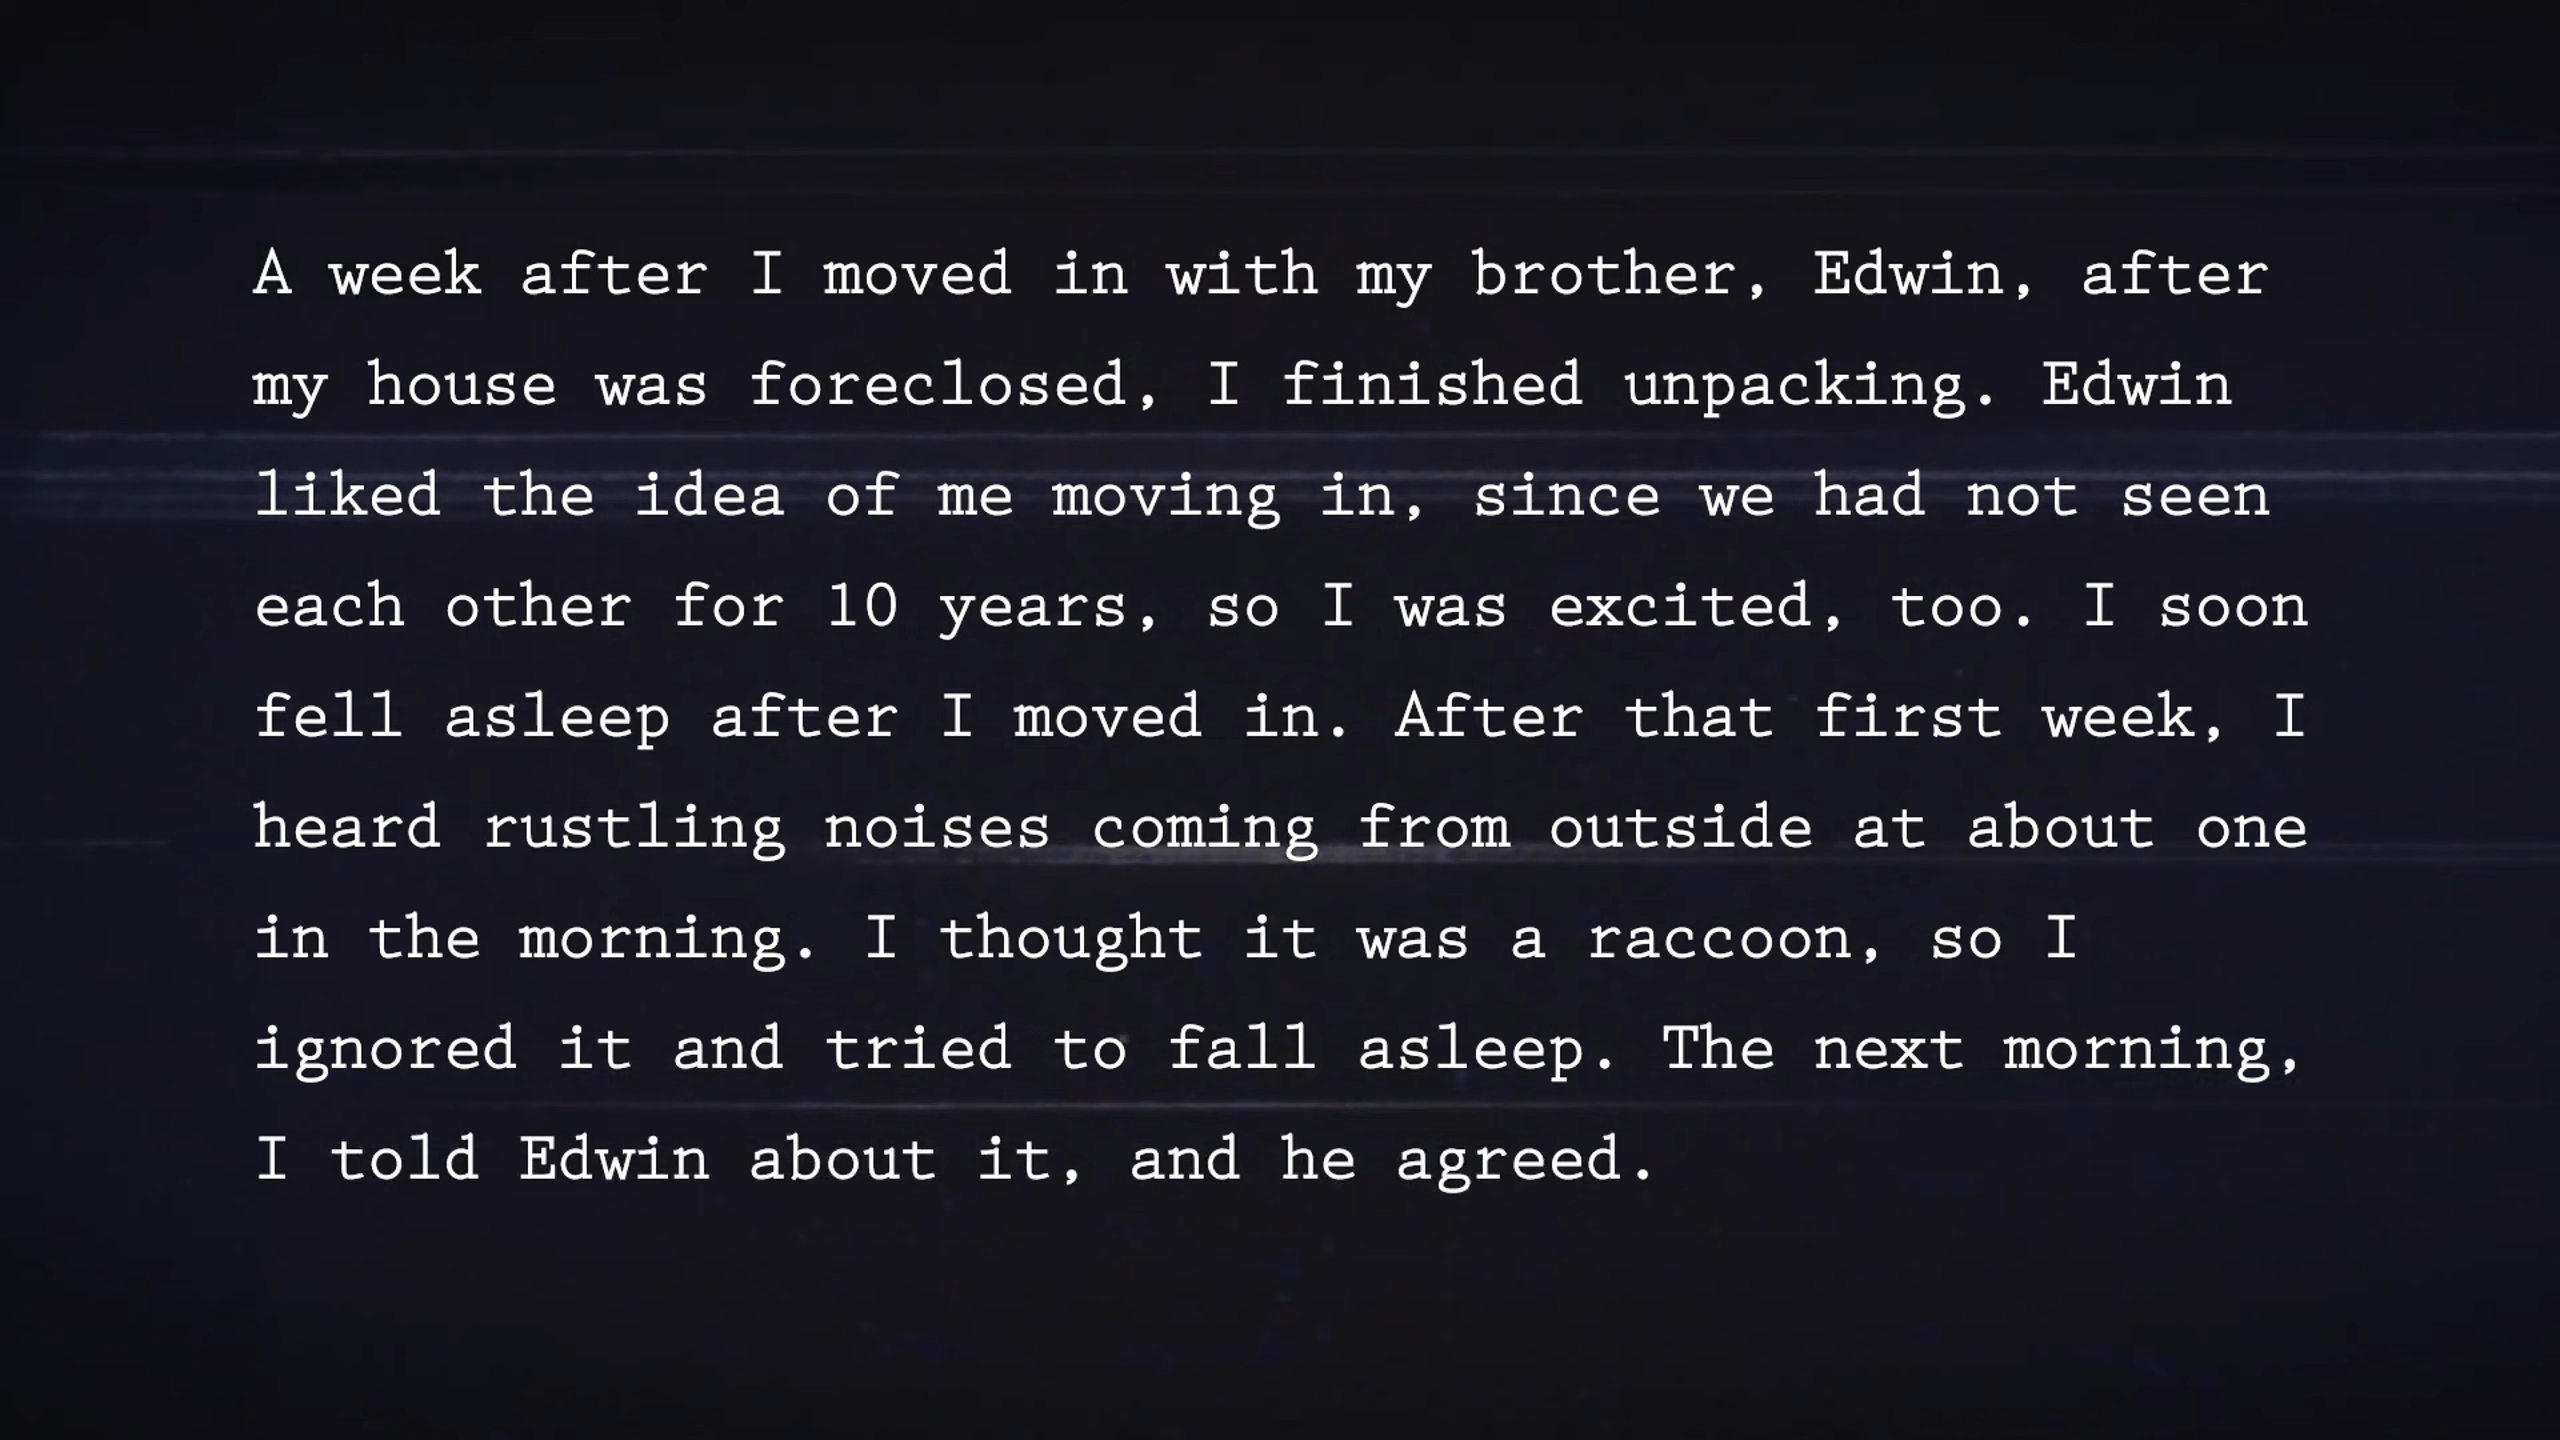 A week after I moved in with my brother, Edwin, after
my house was foreclosed, I finished unpacking. Edwin
liked the idea of me moving in, since we had not seen
each other for 10 years, so I was excited, too. I soon
fell asleep after I moved in. After that first week, I
heard rustling noises coming from outside at about one
in the morning. I thought it was a raccoon, so I
ignored it and tried to fall asleep. The next morning,
I told Edwin about it, and he agreed.